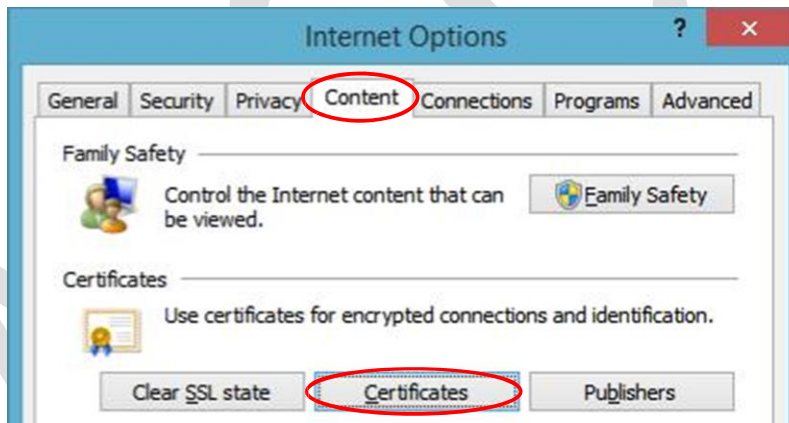 Internet Options
?
×
General Security Privacy Content Connections Programs Advanced
Family Safety
Control the Internet content that can
be viewed.
Family Safety
Certificates
Use certificates for encrypted connections and identification.
Clear SSL state Certificates Publishers